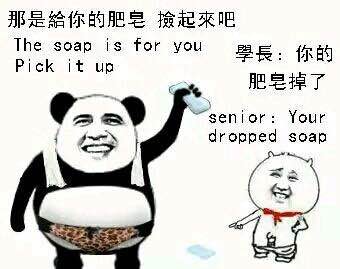 那是給你的肥皂 撿起來吧
The soap is for you
Pick it up
學長: 你的
肥皂掉了
senior: Your
dropped soap